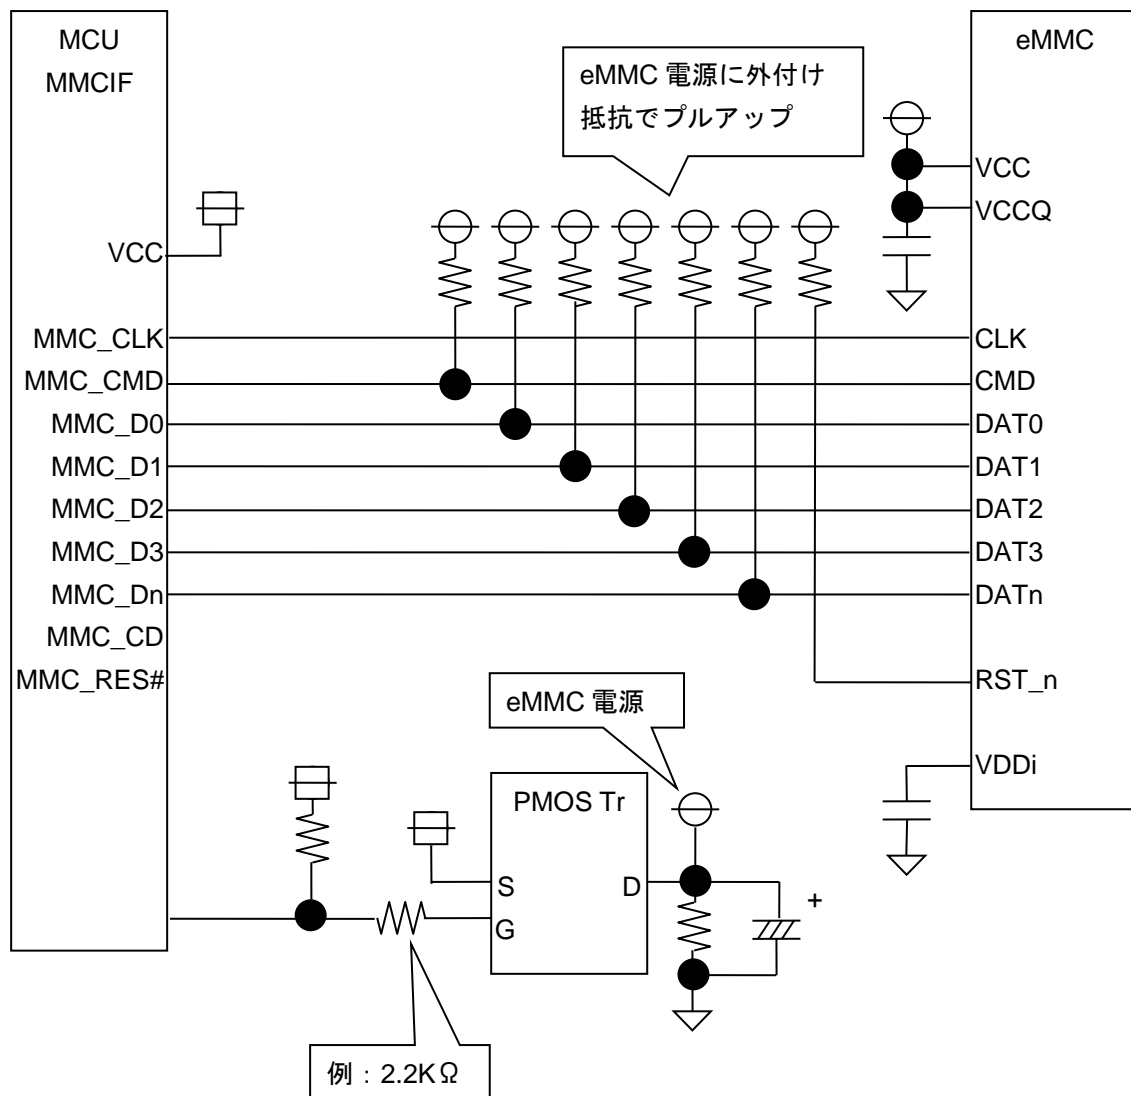 MCU
MMCIF
VCC
MMC_CLK
MMC_CMD
MMC_D0
MMC_D1
MMC_D2
MMC_D3
MMC_Dn
MMC_CD
MMC_RES#
eMMC 電源に外付け
抵抗でプルアップ
eMMC
VCC
VCCQ
CLK
CMD
DAT0
DAT1
DAT2
DAT3
DATn
RST_n
VDDi
eMMC 電源
PMOS Tr
S
G
D
+
例：2.2KΩ